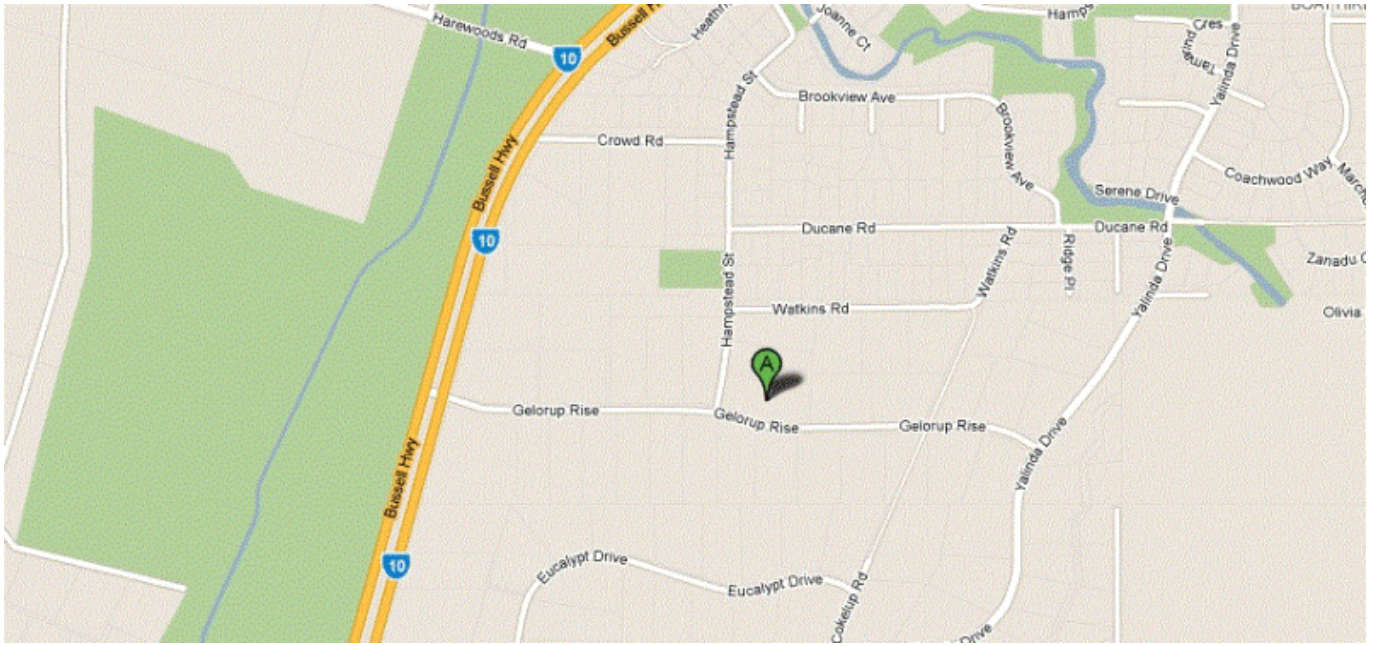 Harewoods Rd
10
Bussell Hwy
Joanne Ct
Brookview Ave
Hampstead St
Crowd Rd
Bussell Hwy
Brookview Ave
Yalinda Drive
Coachwood Way
Serene Drive
10
Ducane Rd
Ducane Rd
Ridge Pl
Watkins Rd
Yalinda Drive
Hampstead St
Watkins Rd
Olivia
A
Gelorup Rise
Gelorup Rise
Gelorup Rise
Yalinda Drive
Bussell Hwy
10
Eucalypt Drive
Eucalypt Drive
Cokelup Rd
Drive